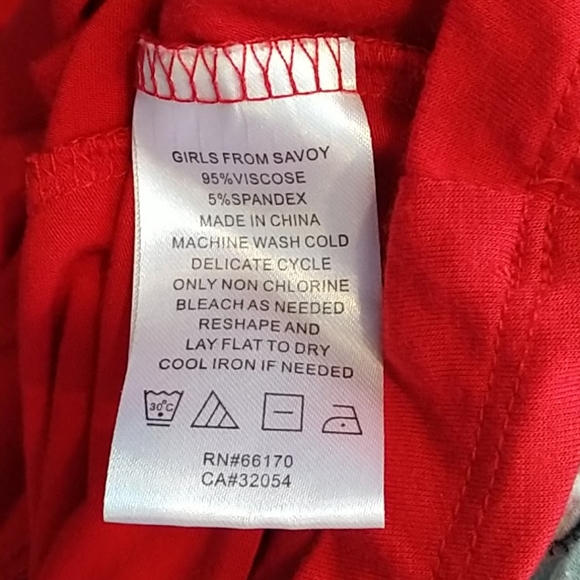 GIRLS FROM SAVOY
95%VISCOSE
5%SPANDEX
MADE IN CHINA
MACHINE WASH COLD
DELICATE CYCLE
ONLY NON CHLORINE
BLEACH AS NEEDED
RESHAPE AND
LAY FLAT TO DRY
COOL IRON IF NEEDED
30°C
RN#66170
CA#32054